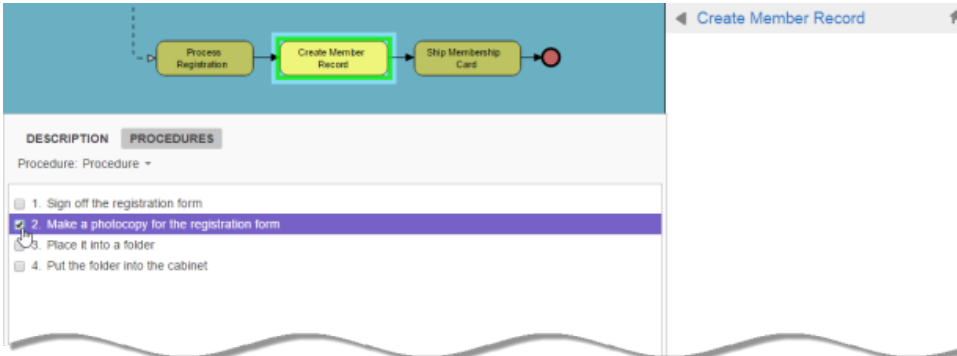 Process
Registration
Create Member
Record
Ship Membership
Card
Create Member Record
DESCRIPTION PROCEDURES
Procedure: Procedure
1. Sign off the registration form
2. Make a photocopy for the registration form
3. Place it into a folder
4. Put the folder into the cabinet